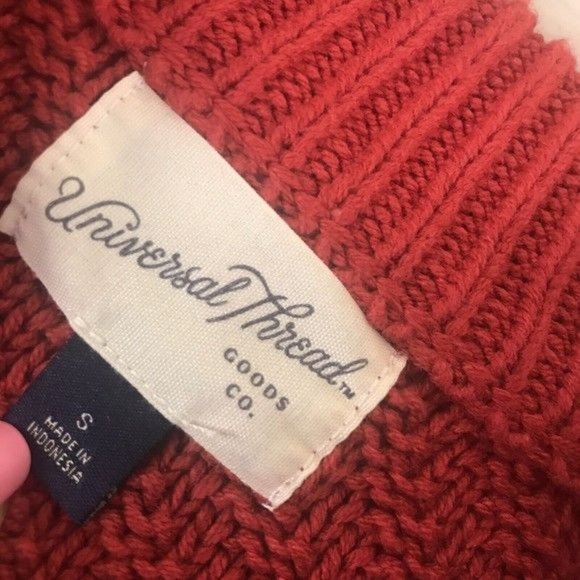 Universal Thread™
GOODS
CO.
S
MADE IN
INDONESIA